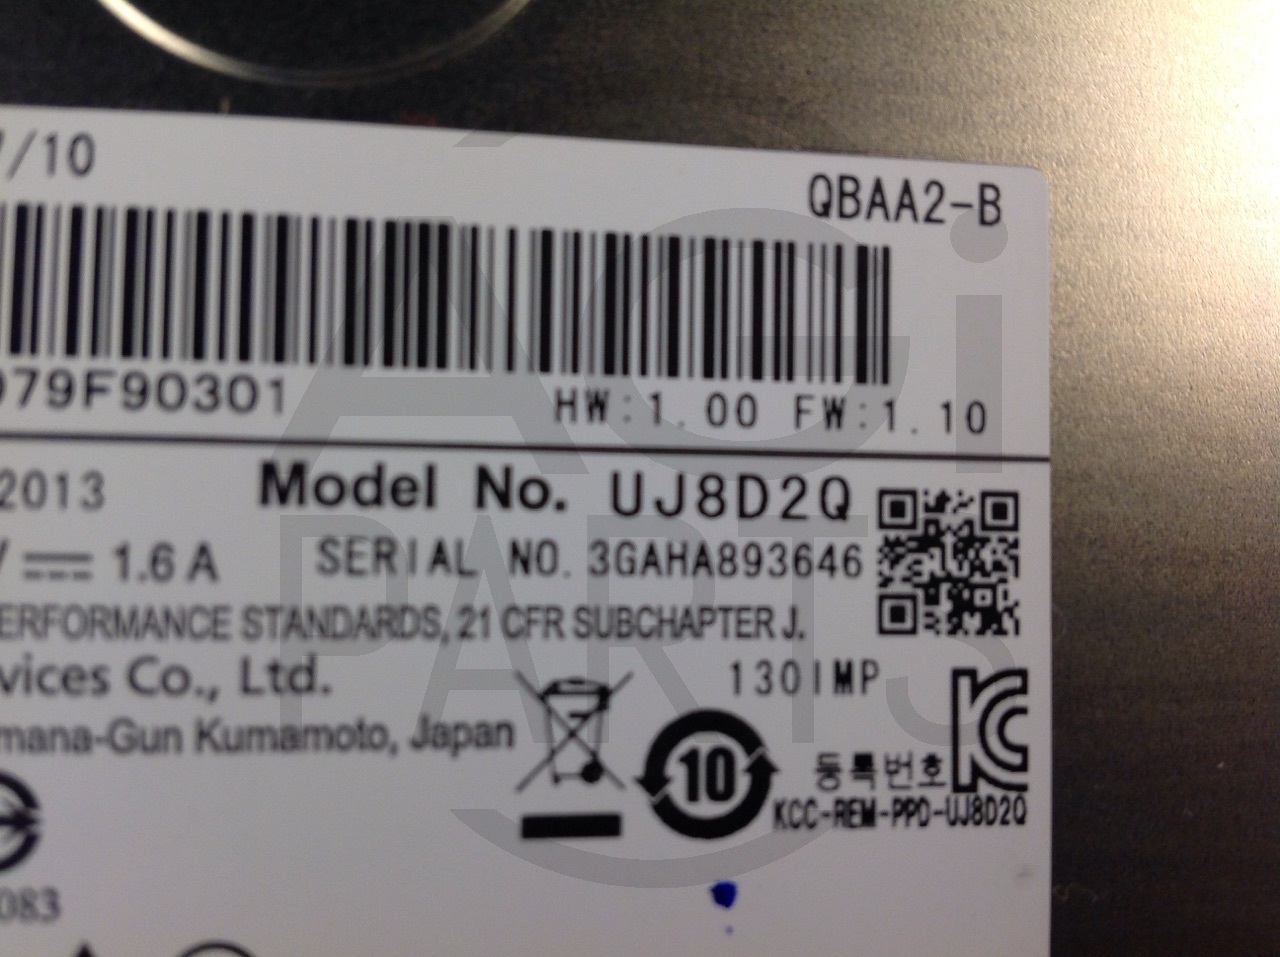 /10
QBAA2-B
079F90301
HW:1.00 FW:1.10
2013
Model No. UJ8D2Q
1.6 A
SERIAL NO. 3GAHA893646
ERFORMANCE STANDARDS, 21 CFR SUBCHAPTER J.
vices Co., Ltd.
130IMP
mana-Gun Kumamoto, Japan
10
등록번호
KCC-REM-PPD-UJ8D2Q
083
ACi
PARTS